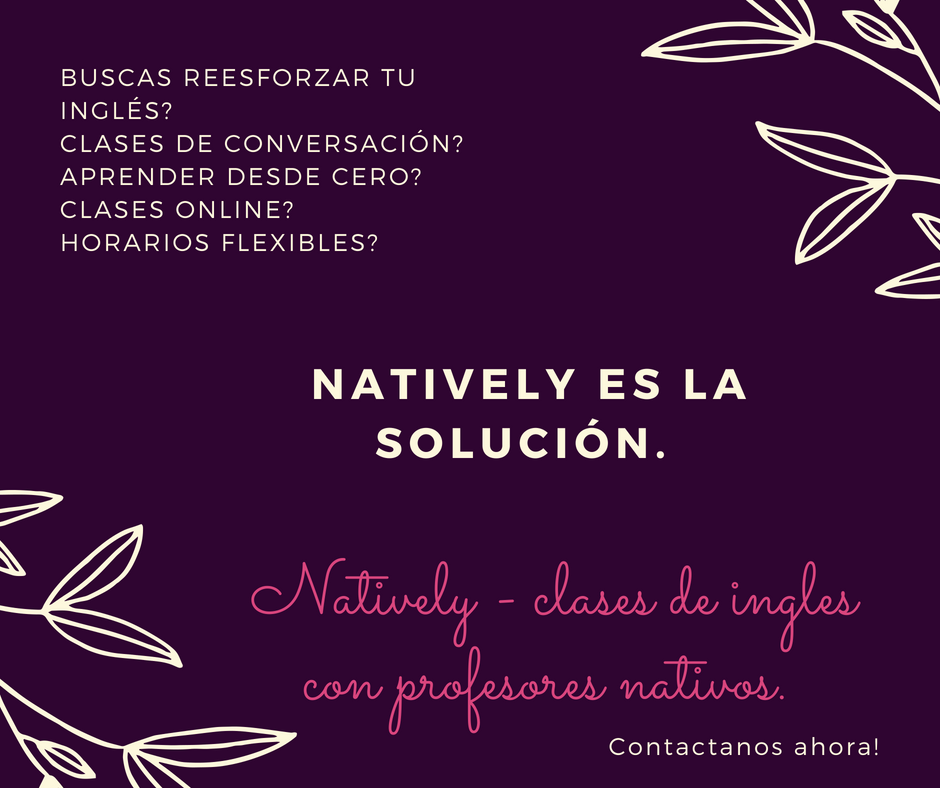 BUSCAS REESFORZAR TU
INGLÉS?
CLASES DE CONVERSACIÓN?
APRENDER DESDE CERO?
CLASES ONLINE?
HORARIOS FLEXIBLES?
NATIVELY ES LA
SOLUCIÓN.
Natively - clases de ingles
con profesores nativos.
Contactanos ahora!